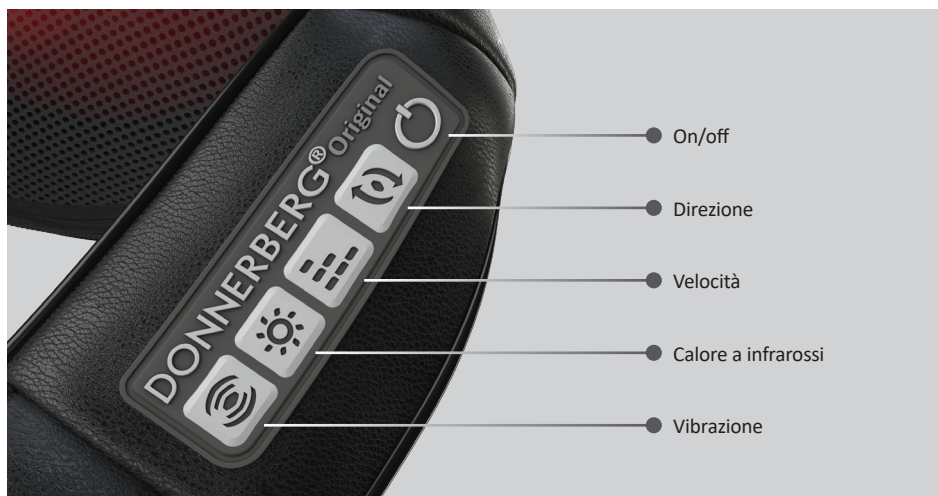 DONNERBERG® Original
On/off
Direzione
Velocità
Calore a infrarossi
Vibrazione